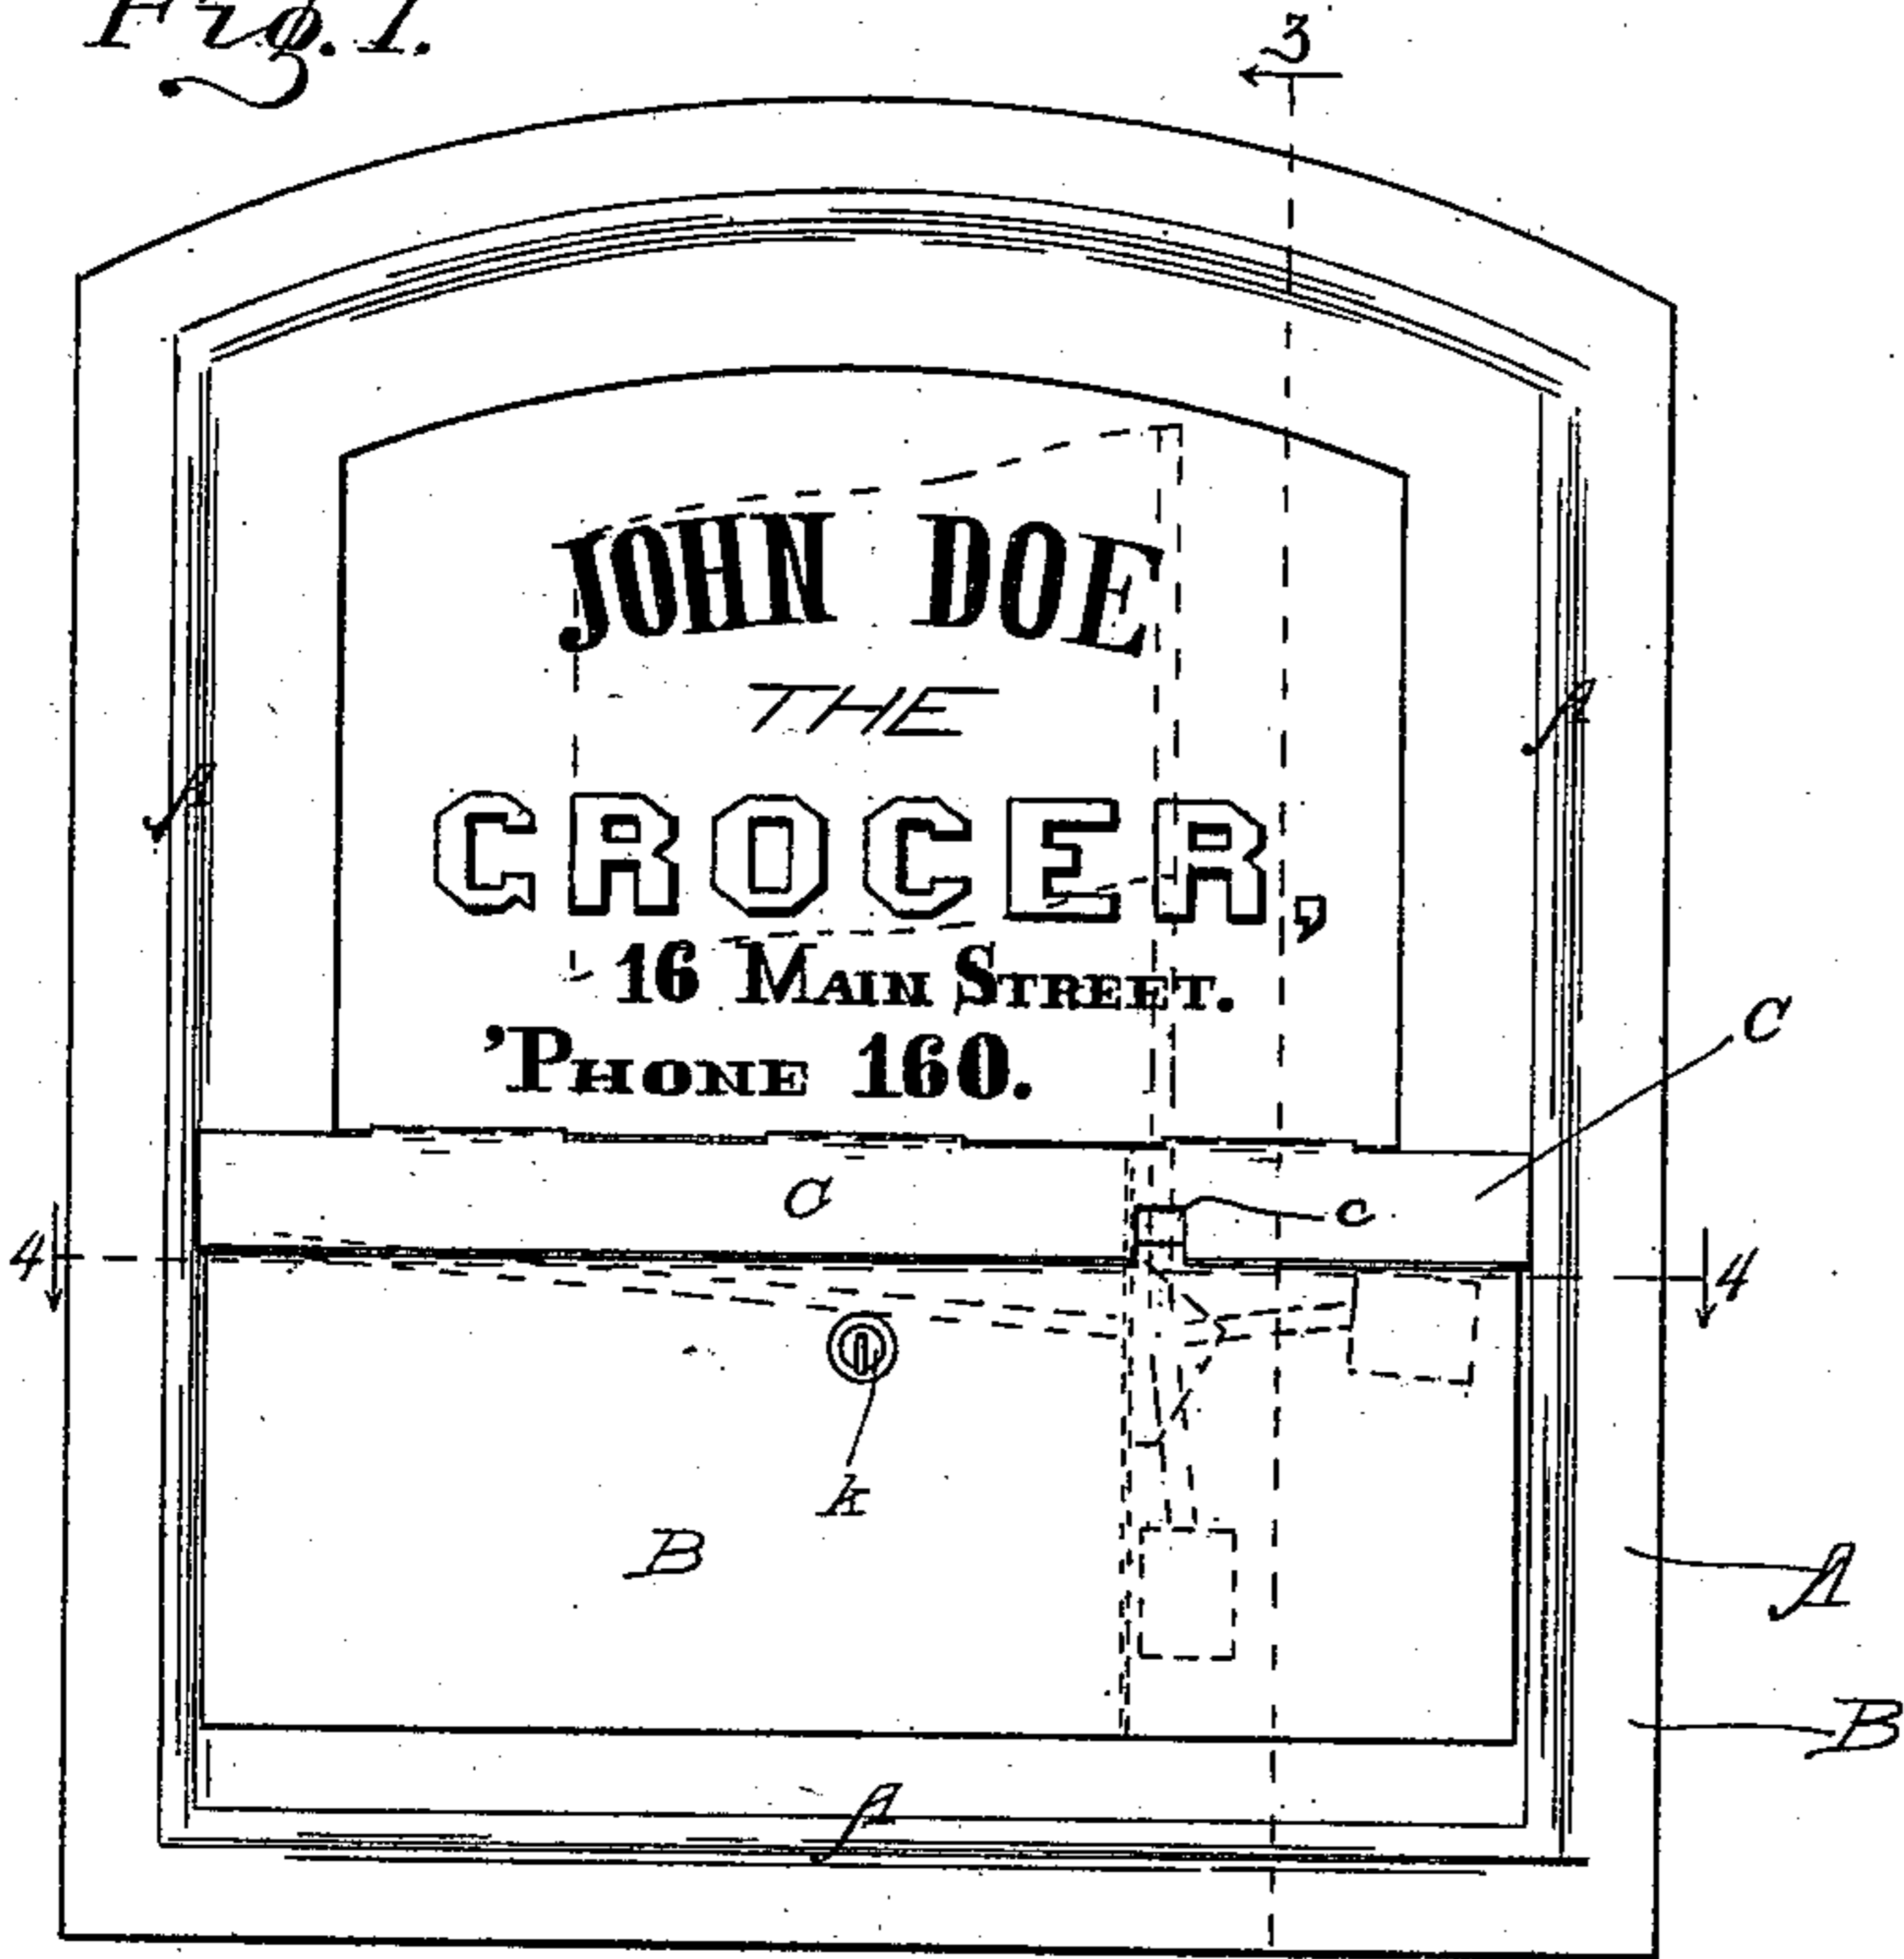 Fig. 1.
3
JOHN DOE
THE
GROCER,
16 MAIN STREET.
'PHONE 160.
A
A
C
C
c
4
4
k
B
A
B
A